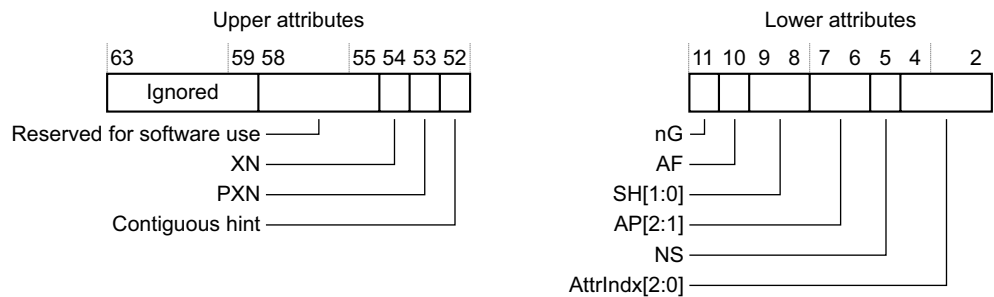 Upper attributes
63 59 58 55 54 53 52
Ignored
Reserved for software use
XN
PXN
Contiguous hint
Lower attributes
11 10 9 8 7 6 5 4 2
nG
AF
SH[1:0]
AP[2:1]
NS
AttrIndx[2:0]